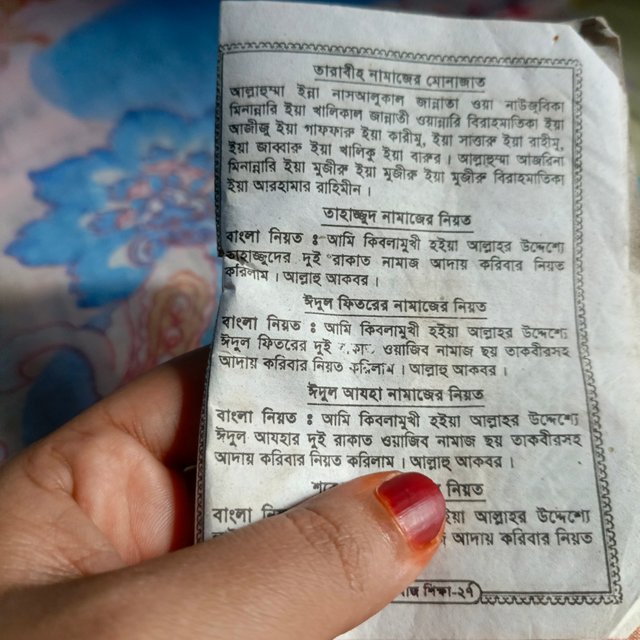 তারাবীহ নামাজের মোনাজাত
আল্লাহুম্মা ইন্না নাসআলুকাল জান্নাতা ওয়া নাউজুবিকা
মিনান্নারি ইয়া খালিকাল জান্নাতী ওয়ান্নারি বিরাহমাতিকা ইয়া
আজীজু ইয়া গাফফারু ইয়া কারীমু, ইয়া সাত্তারু ইয়া রাহীমু,
ইয়া জাব্বারু ইয়া খালিকু ইয়া বাররু। আল্লাহুম্মা আজরিনা
মিনান্নারি ইয়া মুজীরু ইয়া মুজীরু ইয়া মুজীরু বিরাহমাতিকা
ইয়া আরহামার রাহিমীন।
তাহাজ্জুদ নামাজের নিয়ত
বাংলা নিয়ত ঃ আমি কিবলামুখী হইয়া আল্লাহর উদ্দেশ্যে
তাহাজ্জুদের দুই রাকাত নামাজ আদায় করিবার নিয়ত
করিলাম। আল্লাহু আকবর।
ঈদুল ফিতরের নামাজের নিয়ত
বাংলা নিয়ত : আমি কিবলামুখী হইয়া আল্লাহর উদ্দেশ্যে
ঈদুল ফিতরের দুই ওয়াজিব নামাজ ছয় তাকবীরসহ
আদায় করিবার নিয়ত করিলাম। আল্লাহু আকবর।
ঈদুল আযহা নামাজের নিয়ত
বাংলা নিয়ত : আমি কিবলামুখী হইয়া আল্লাহর উদ্দেশ্যে
ঈদুল আযহার দুই রাকাত ওয়াজিব নামাজ ছয় তাকবীরসহ
আদায় করিবার নিয়ত করিলাম। আল্লাহু আকবর।
নিয়ত
বাংলা হইয়া আল্লাহর উদ্দেশ্যে
আদায় করিবার নিয়ত
শিক্ষা-২৭